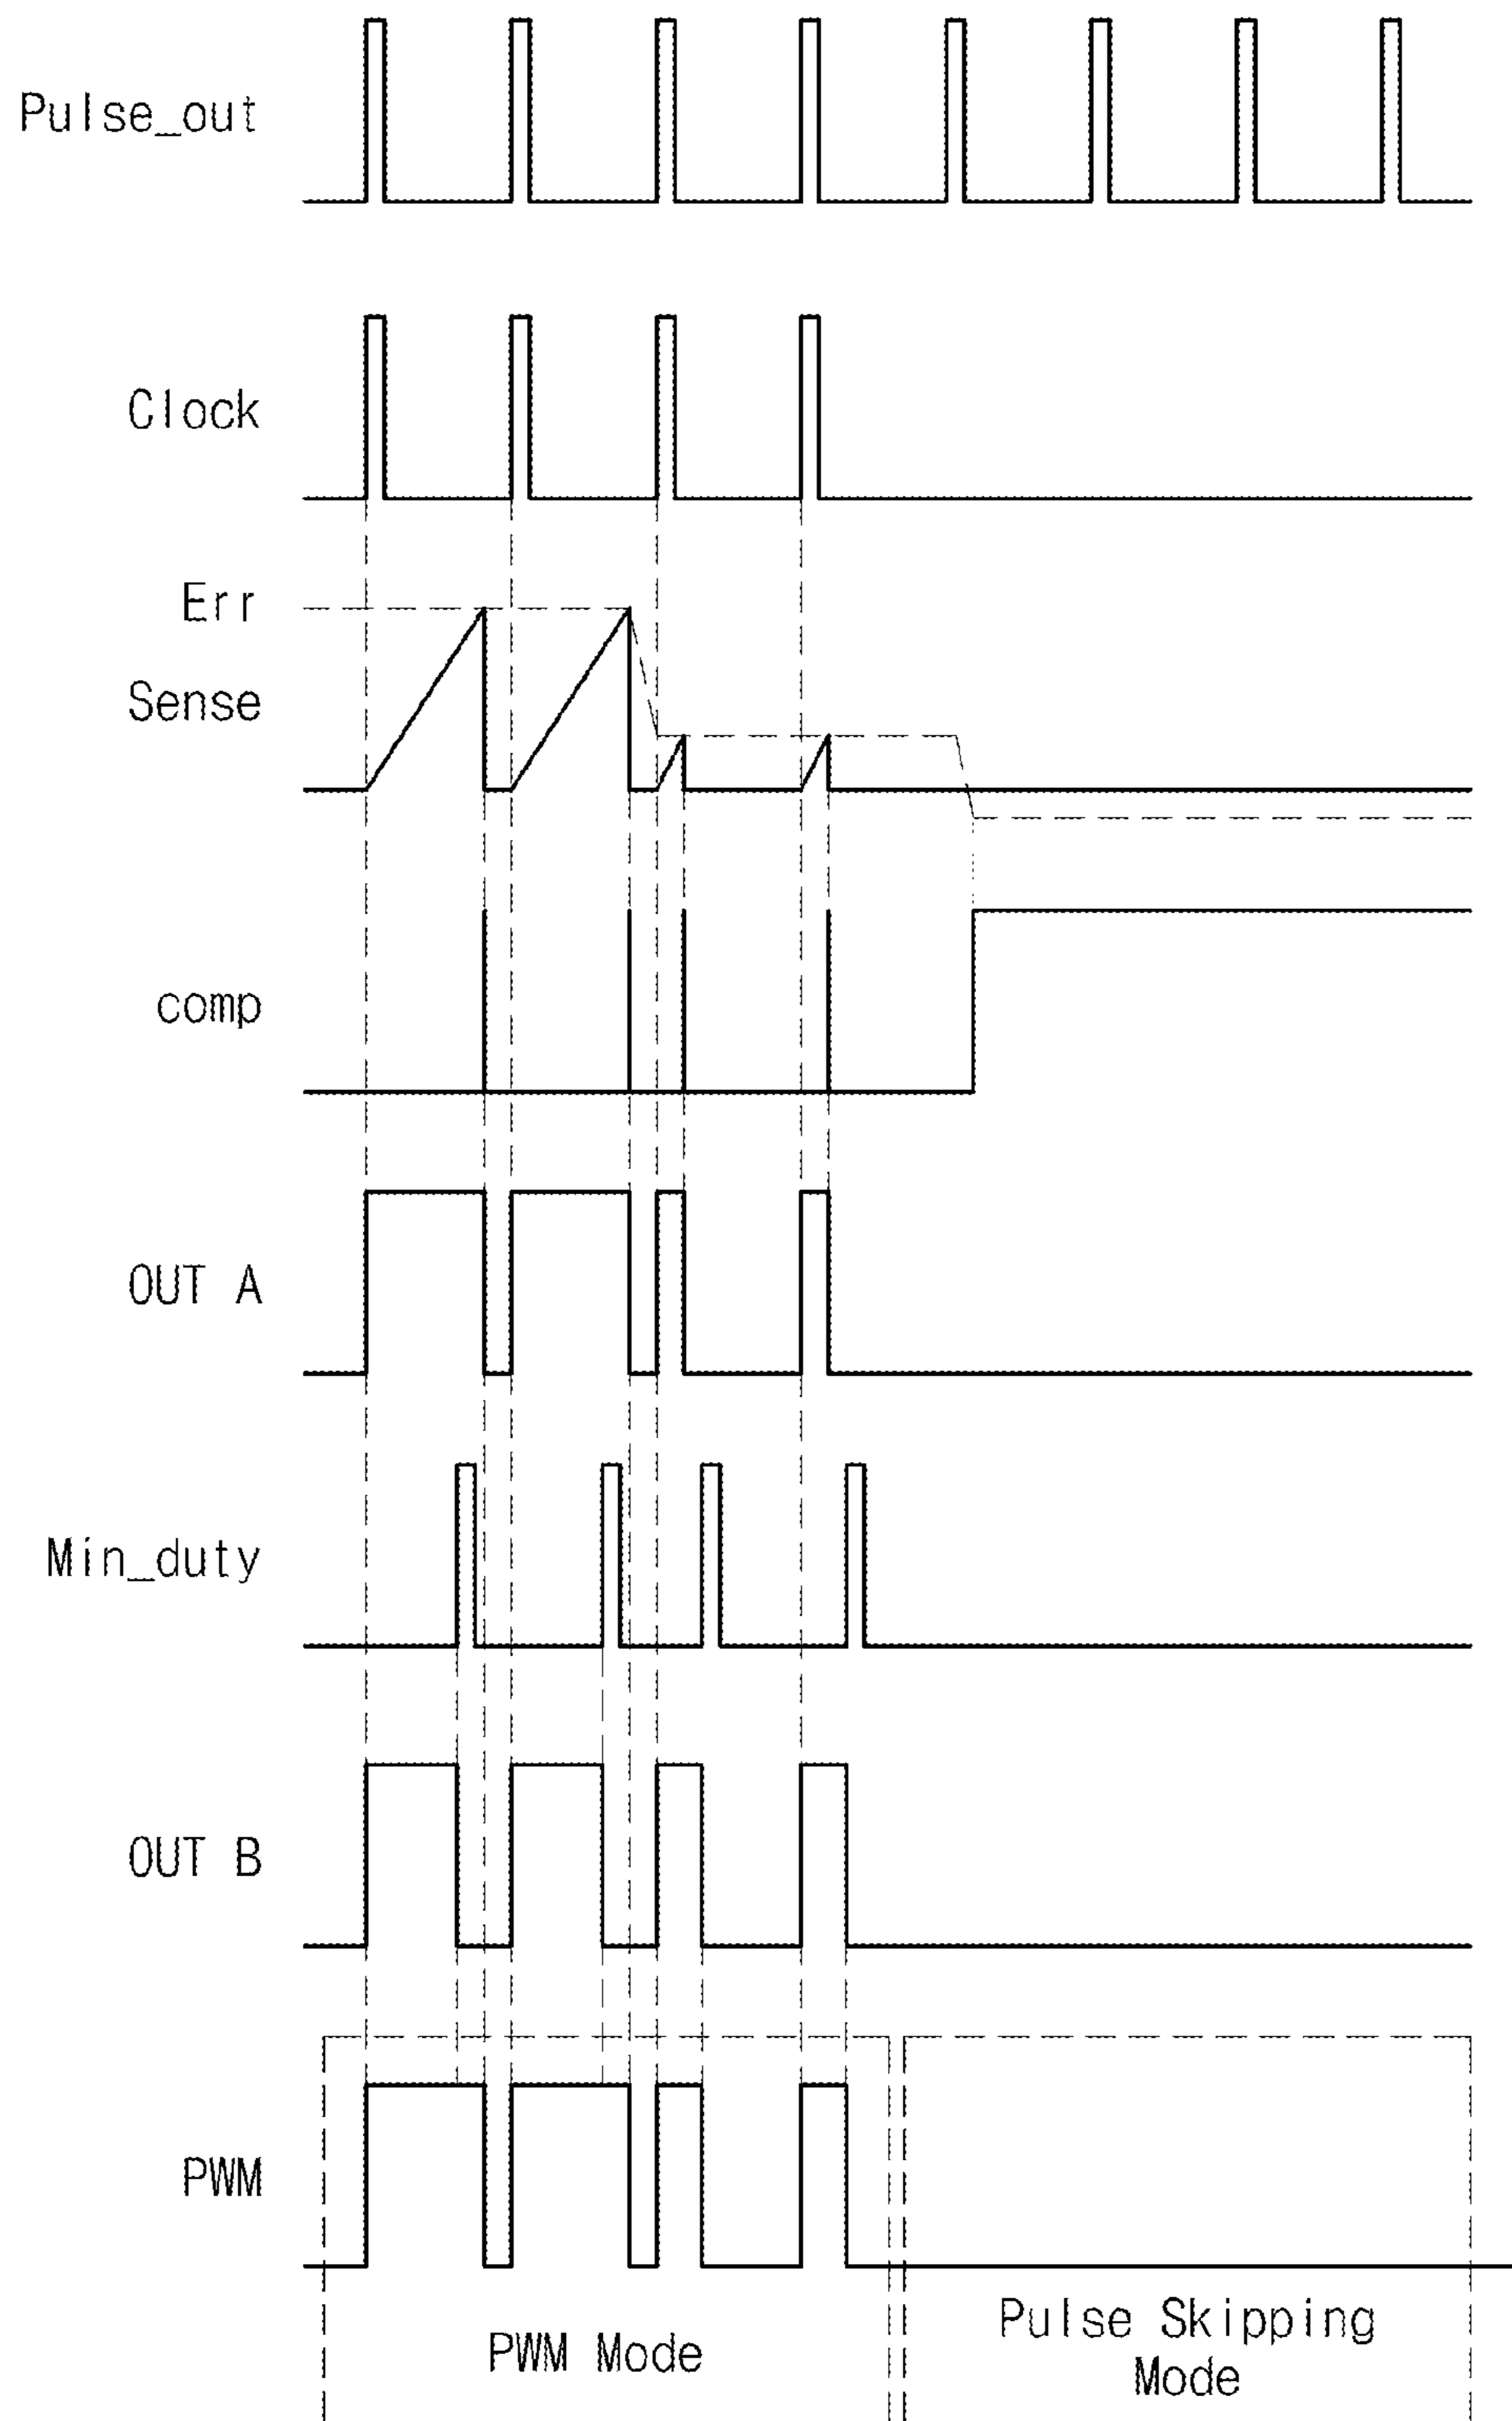 Pulse_out
Clock
Err
Sense
comp
OUT A
Min_duty
OUT B
PWM
PWM Mode
Pulse Skipping
Mode